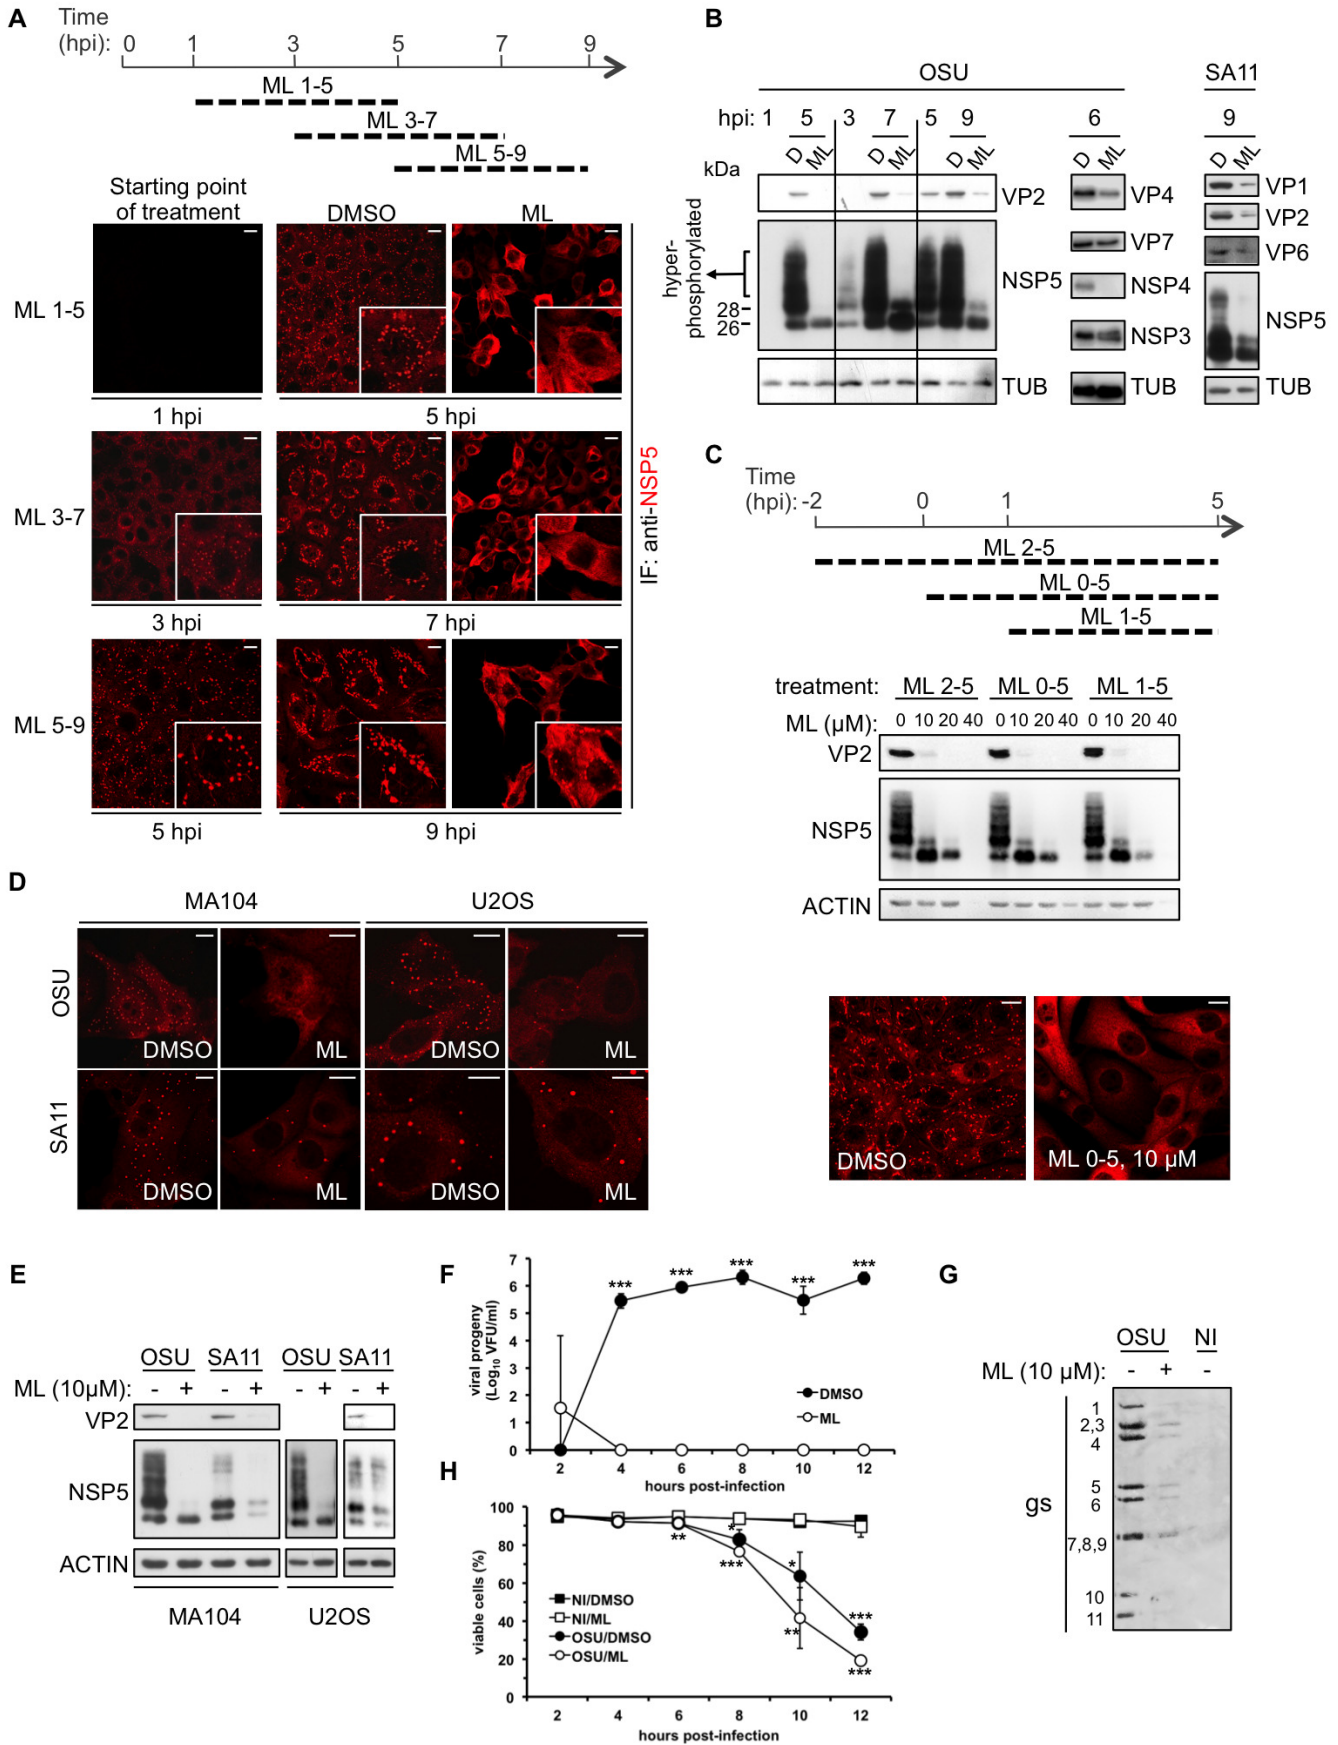 A
Time
(hpi): 0 1 3 5 7 9
ML 1-5
ML 3-7
ML 5-9
Starting point
of treatment DMSO ML
ML 1-5
1 hpi 5 hpi
ML 3-7
3 hpi 7 hpi
ML 5-9
5 hpi 9 hpi
IF: anti-NSP5
B
OSU SA11
hpi: 1 5 3 7 5 9 6 9
D ML D ML D ML D ML D ML
kDa
VP2
hyper-
phosphorylated
28
26
NSP5
TUB
VP4
VP7
NSP4
NSP3
TUB
VP1
VP2
VP6
NSP5
TUB
C
Time
(hpi): -2 0 1 5
ML 2-5
ML 0-5
ML 1-5
treatment: ML 2-5 ML 0-5 ML 1-5
ML (µM): 0 10 20 40 0 10 20 40 0 10 20 40
VP2
NSP5
ACTIN
DMSO ML 0-5, 10 µM
D
MA104 U2OS
OSU
DMSO ML DMSO ML
SA11
DMSO ML DMSO ML
E
OSU SA11 OSU SA11
ML (10µM): - + - + - + - +
VP2
NSP5
ACTIN
MA104 U2OS
F
viral progeny
(Log10 VFU/ml)
7
6
5
4
3
2
1
0
*** *** *** *** ***
DMSO
ML
2 4 6 8 10 12
hours post-infection
G
OSU NI
ML (10 µM): - + -
gs
1
2,3
4
5
6
7,8,9
10
11
H
viable cells (%)
100
80
60
40
20
0
** * *** * ** *** ***
NI/DMSO
NI/ML
OSU/DMSO
OSU/ML
2 4 6 8 10 12
hours post-infection